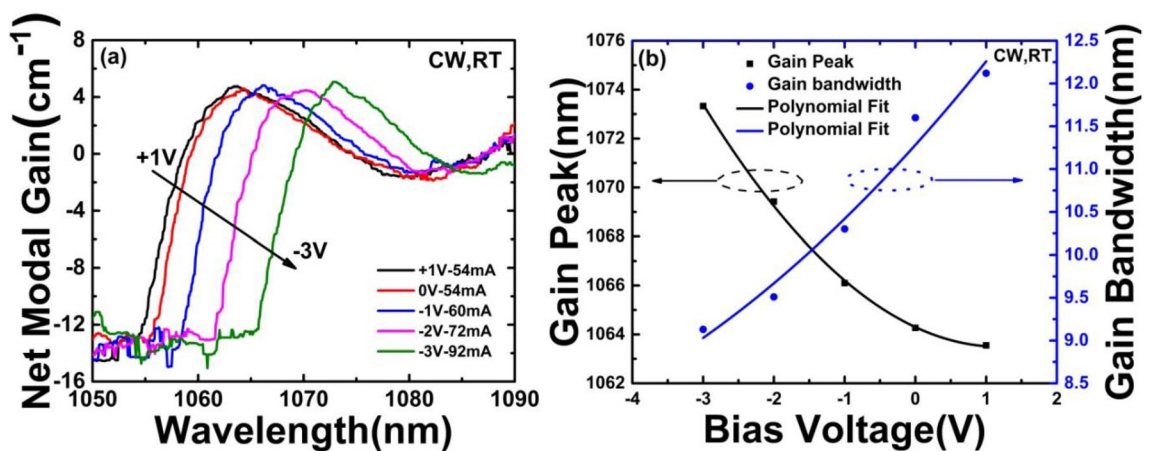 (a)
CW,RT
Net Modal Gain(cm⁻¹)
8
4
0
-4
-8
-12
-16
+1V
-3V
+1V-54mA
0V-54mA
-1V-60mA
-2V-72mA
-3V-92mA
1050 1060 1070 1080 1090
Wavelength(nm)
(b)
CW,RT
Gain Peak
Gain bandwidth
Polynomial Fit
Polynomial Fit
Gain Peak(nm)
1076
1074
1072
1070
1068
1066
1064
1062
-4 -3 -2 -1 0 1 2
Bias Voltage(V)
12.5
12.0
11.5
11.0
10.5
10.0
9.5
9.0
8.5
Gain Bandwidth(nm)